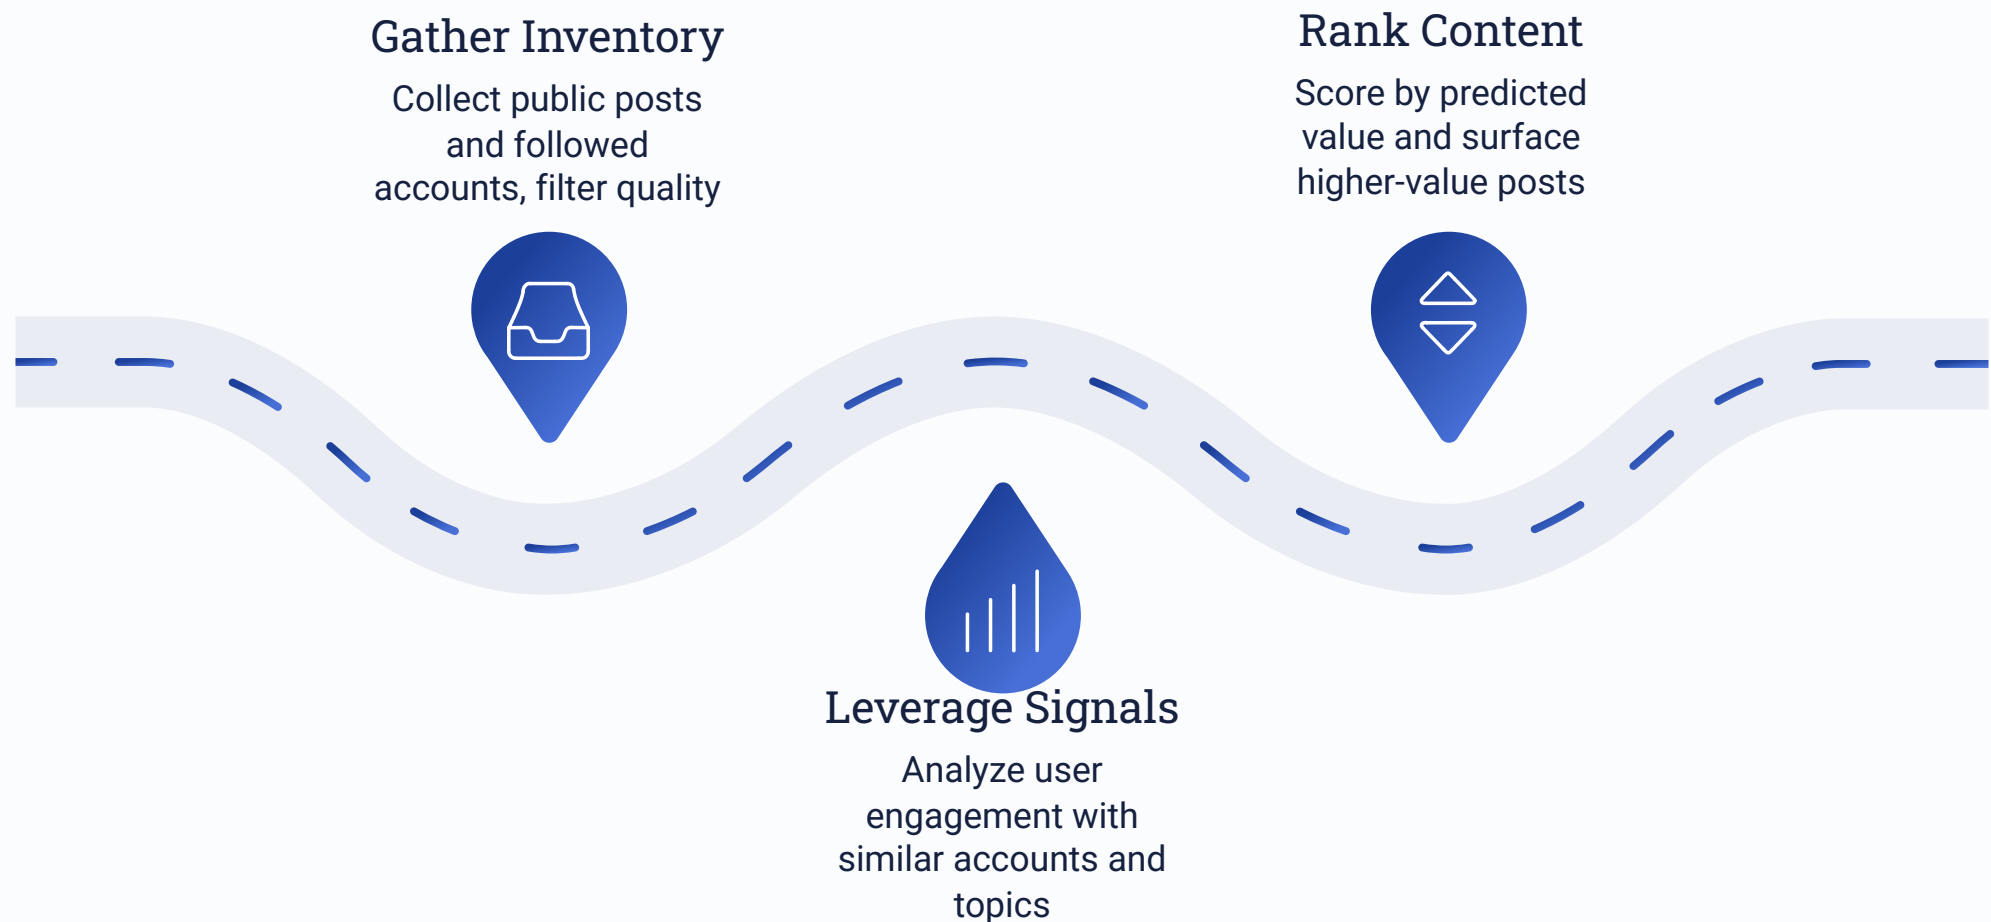 Gather Inventory
Collect public posts
and followed
accounts, filter quality
Leverage Signals
Analyze user
engagement with
similar accounts and
topics
Rank Content
Score by predicted
value and surface
higher-value posts